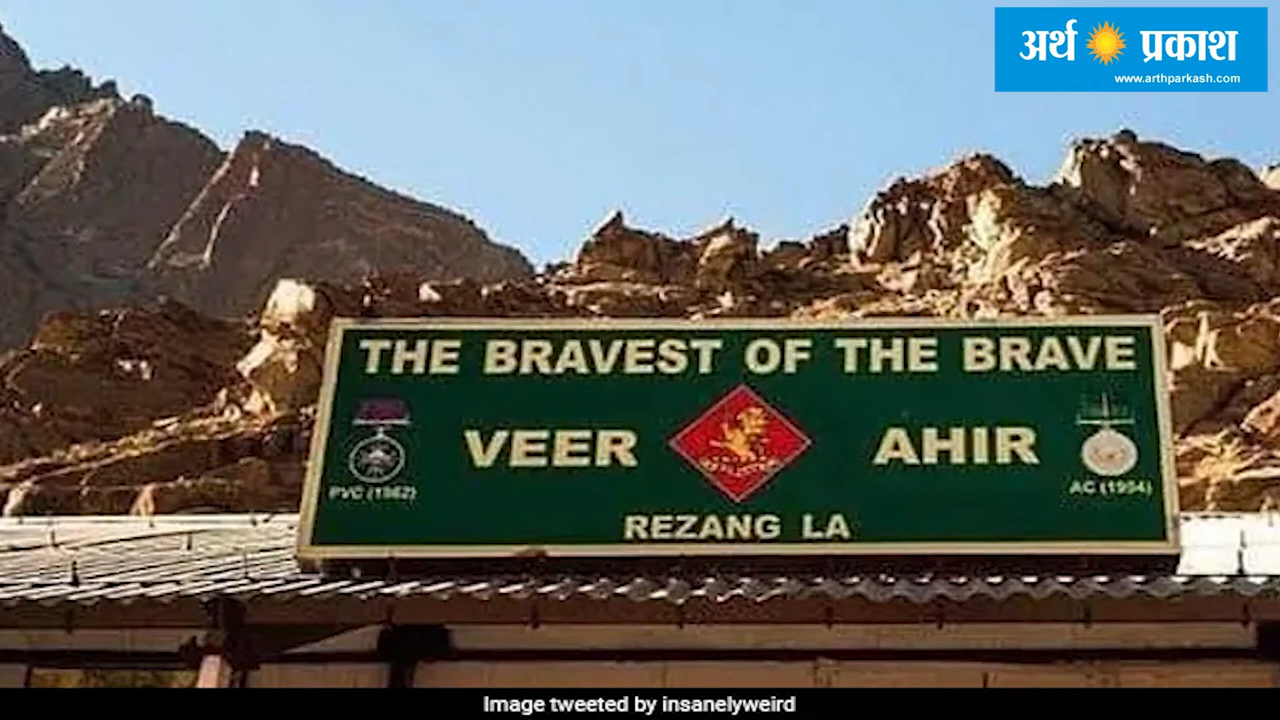 अर्थ प्रकाश
www.arthparkash.com
THE BRAVEST OF THE BRAVE
VEER AHIR
PVC (1962)
AC (1994)
REZANG LA
Image tweeted by insanelyweird